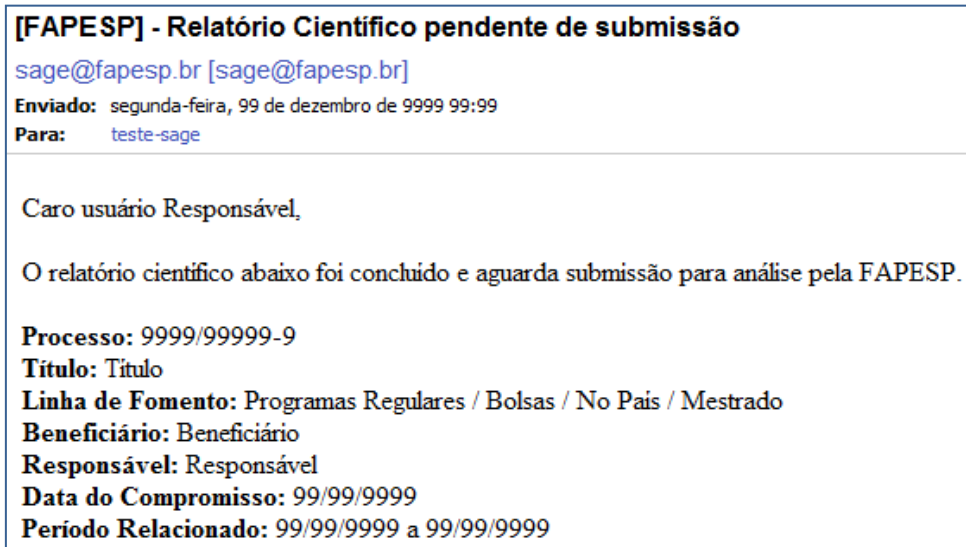 [FAPESP] - Relatório Científico pendente de submissão
sage@fapesp.br [sage@fapesp.br]
Enviado: segunda-feira, 99 de dezembro de 9999 99:99
Para: teste-sage
Caro usuário Responsável,
O relatório científico abaixo foi concluído e aguarda submissão para análise pela FAPESP.
Processo: 9999/99999-9
Título: Título
Linha de Fomento: Programas Regulares / Bolsas / No País / Mestrado
Beneficiário: Beneficiário
Responsável: Responsável
Data do Compromisso: 99/99/9999
Período Relacionado: 99/99/9999 a 99/99/9999